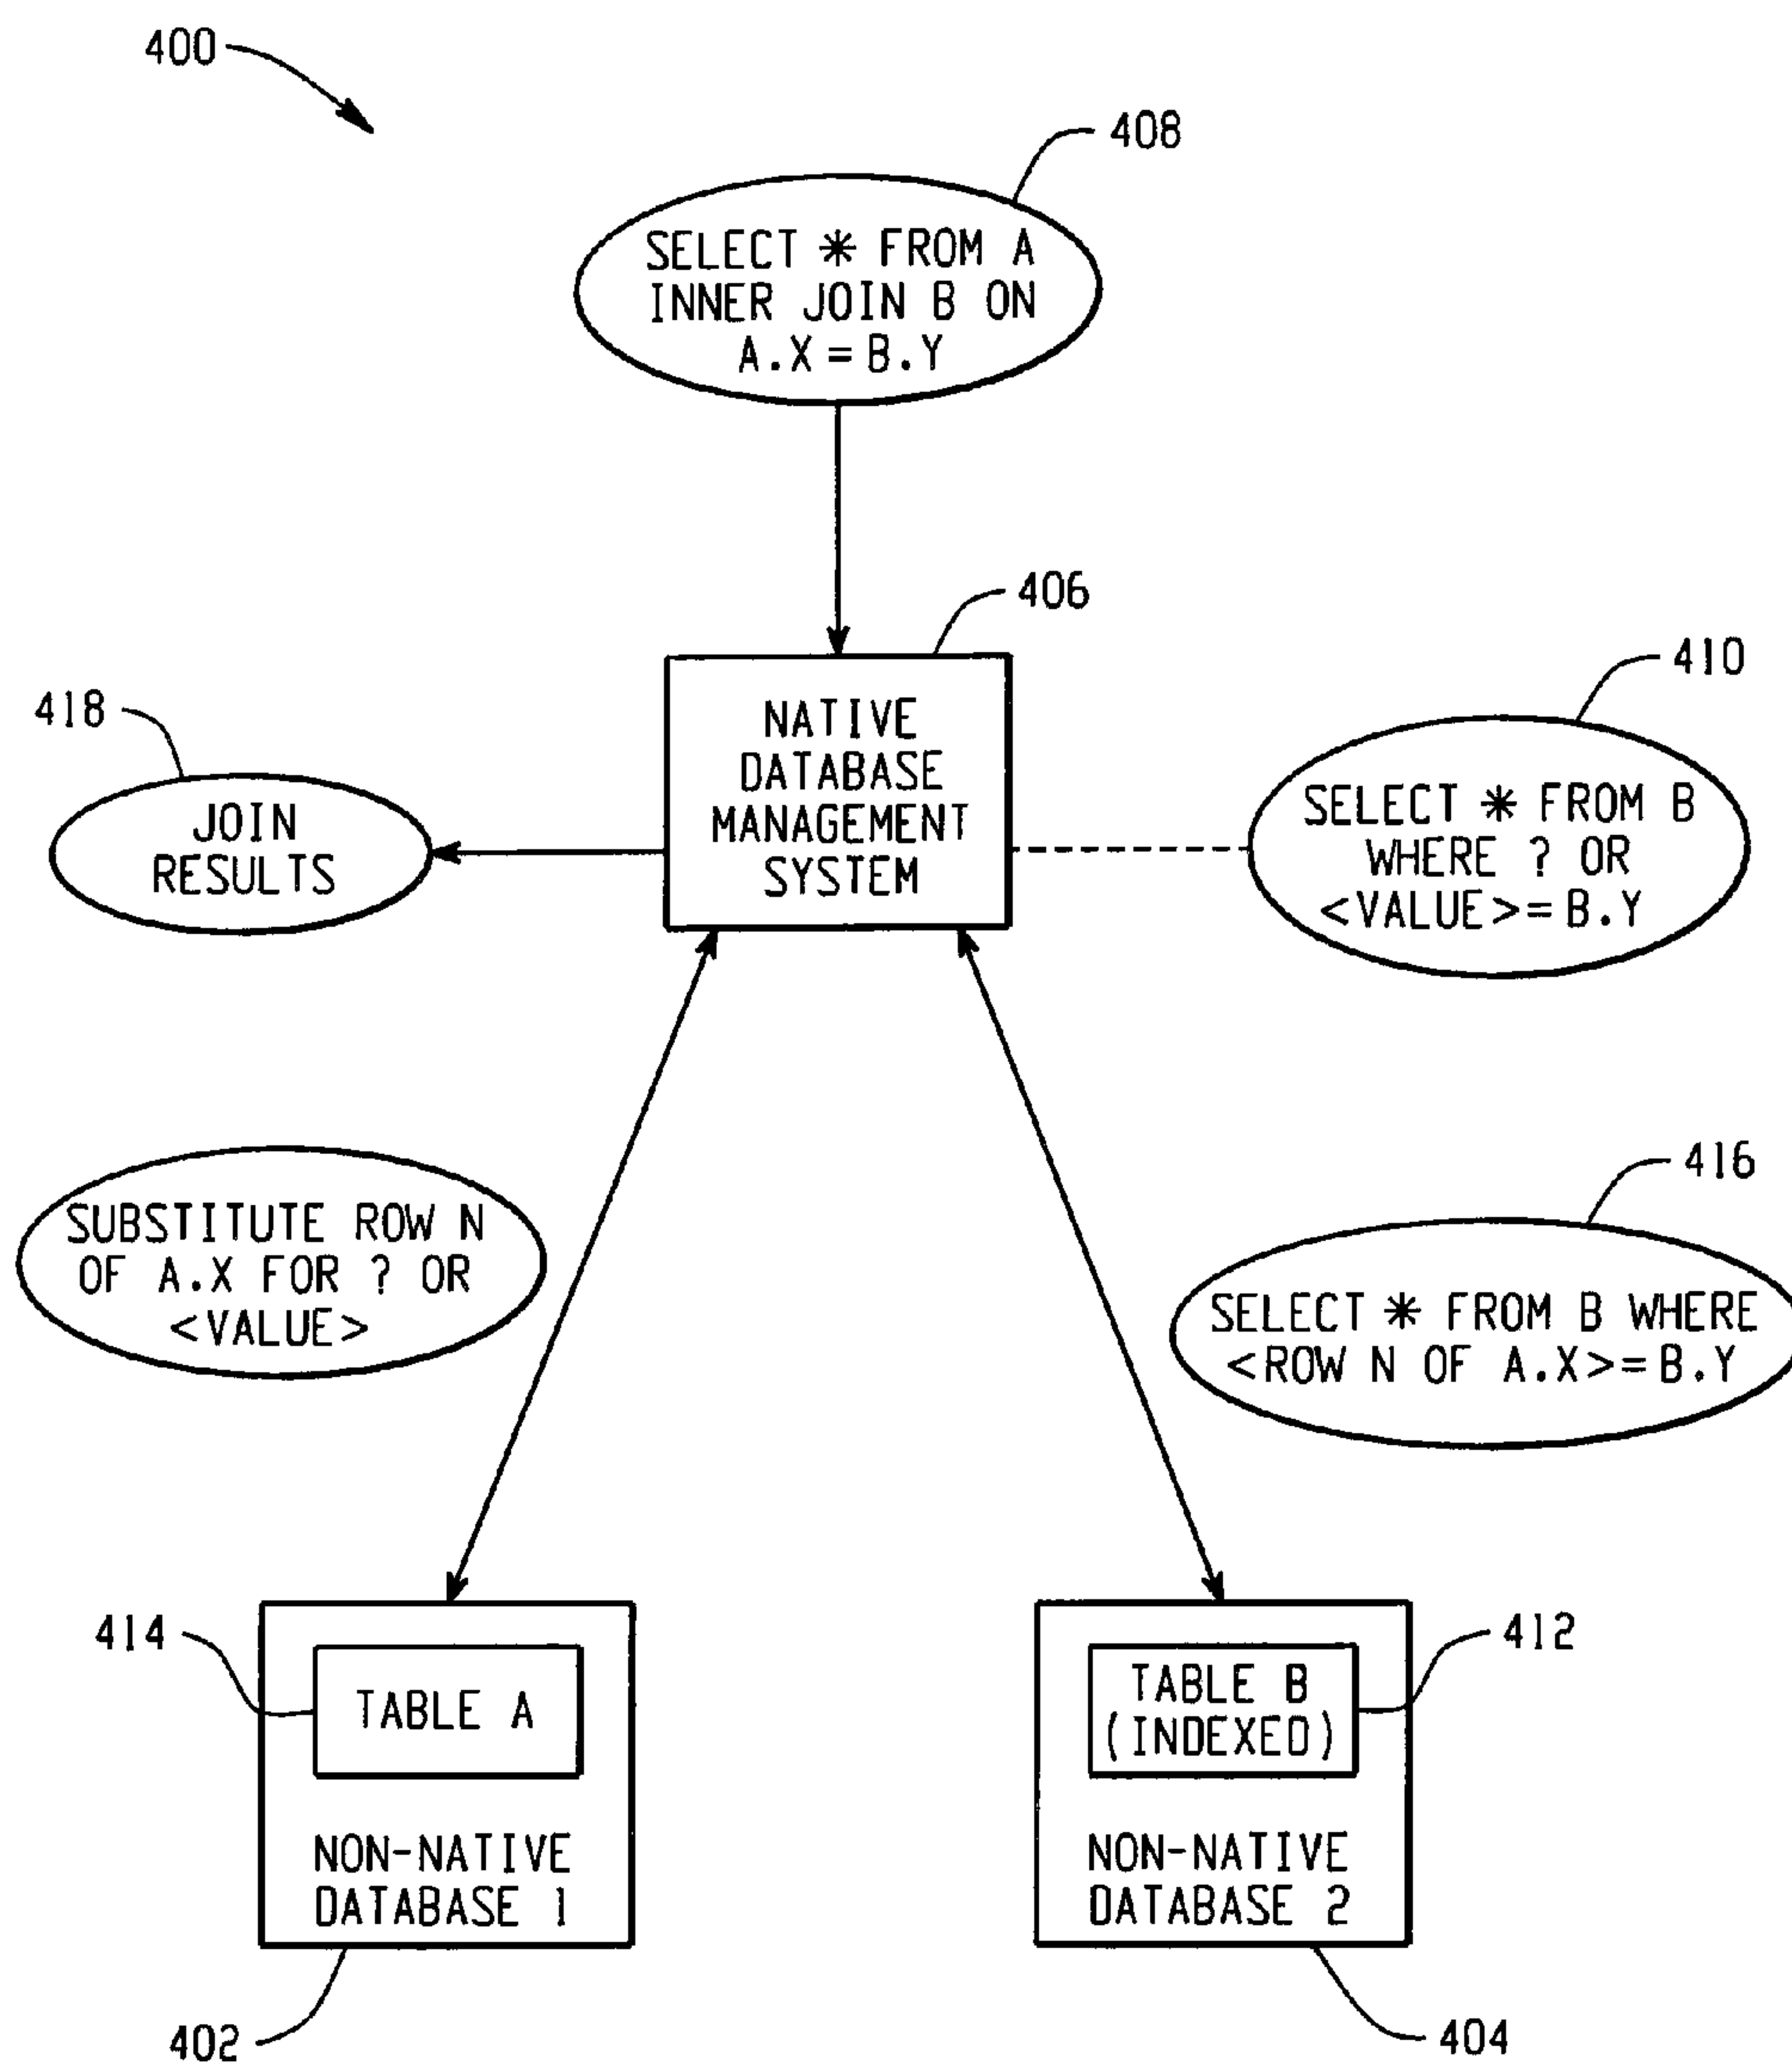 400
408
SELECT * FROM A
INNER JOIN B ON
A.X = B.Y
406
410
418
NATIVE
DATABASE
MANAGEMENT
SYSTEM
JOIN
RESULTS
SELECT * FROM B
WHERE ? OR
<VALUE> = B.Y
416
SUBSTITUTE ROW N
OF A.X FOR ? OR
<VALUE>
SELECT * FROM B WHERE
<ROW N OF A.X> = B.Y
414
TABLE A
412
TABLE B
(INDEXED)
NON-NATIVE
DATABASE 1
NON-NATIVE
DATABASE 2
402
404